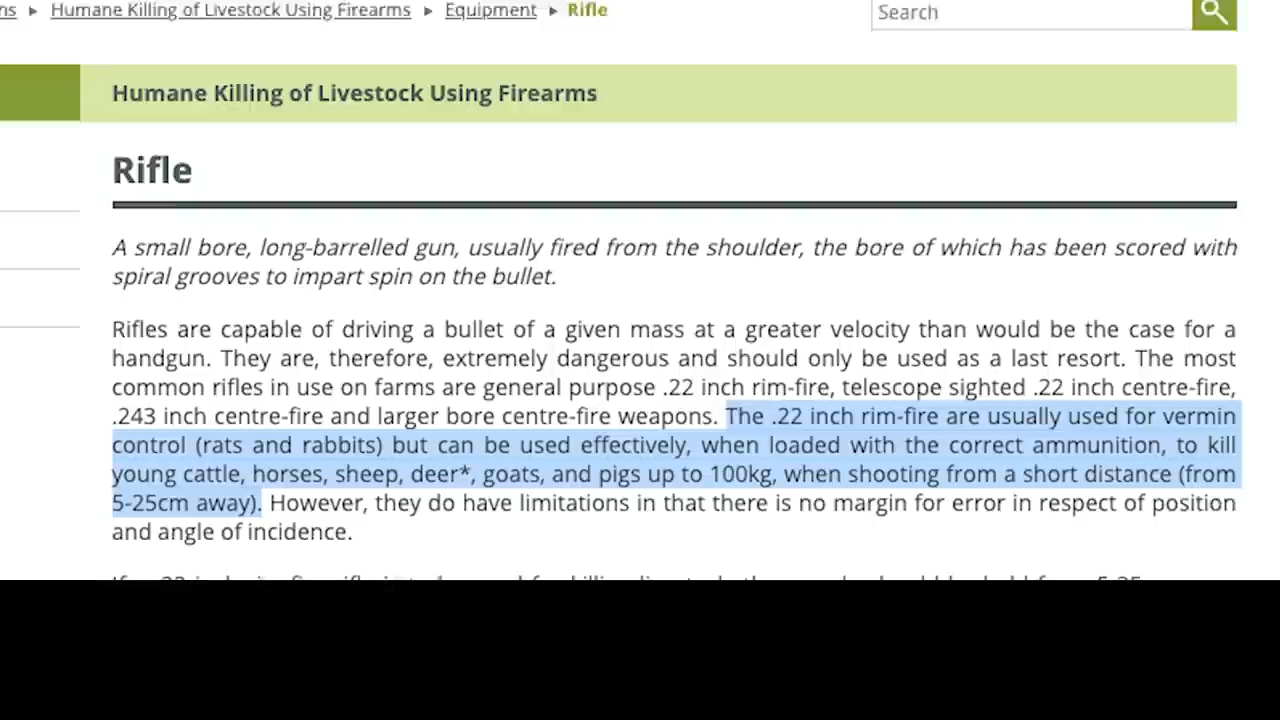 ns ▸ Humane Killing of Livestock Using Firearms ▸ Equipment ▸ Rifle
Search
Humane Killing of Livestock Using Firearms
Rifle
A small bore, long-barrelled gun, usually fired from the shoulder, the bore of which has been scored with
spiral grooves to impart spin on the bullet.
Rifles are capable of driving a bullet of a given mass at a greater velocity than would be the case for a
handgun. They are, therefore, extremely dangerous and should only be used as a last resort. The most
common rifles in use on farms are general purpose .22 inch rim-fire, telescope sighted .22 inch centre-fire,
.243 inch centre-fire and larger bore centre-fire weapons. The .22 inch rim-fire are usually used for vermin
control (rats and rabbits) but can be used effectively, when loaded with the correct ammunition, to kill
young cattle, horses, sheep, deer*, goats, and pigs up to 100kg, when shooting from a short distance (from
5-25cm away). However, they do have limitations in that there is no margin for error in respect of position
and angle of incidence.